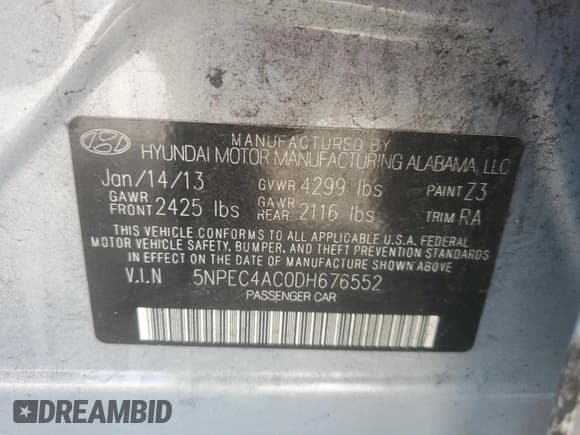 MANUFACTURED BY
HYUNDAI MOTOR MANUFACTURING ALABAMA, LLC
Jan/14/13 GVWR 4299 lbs PAINT Z3
GAWR FRONT 2425 lbs GAWR REAR 2116 lbs TRIM RA
THIS VEHICLE CONFORMS TO ALL APPLICABLE U.S.A. FEDERAL
MOTOR VEHICLE SAFETY, BUMPER, AND THEFT PREVENTION STANDARDS
IN EFFECT ON THE DATE OF MANUFACTURE SHOWN ABOVE.
V.I.N 5NPEC4AC0DH676552
PASSENGER CAR
DREAMBID